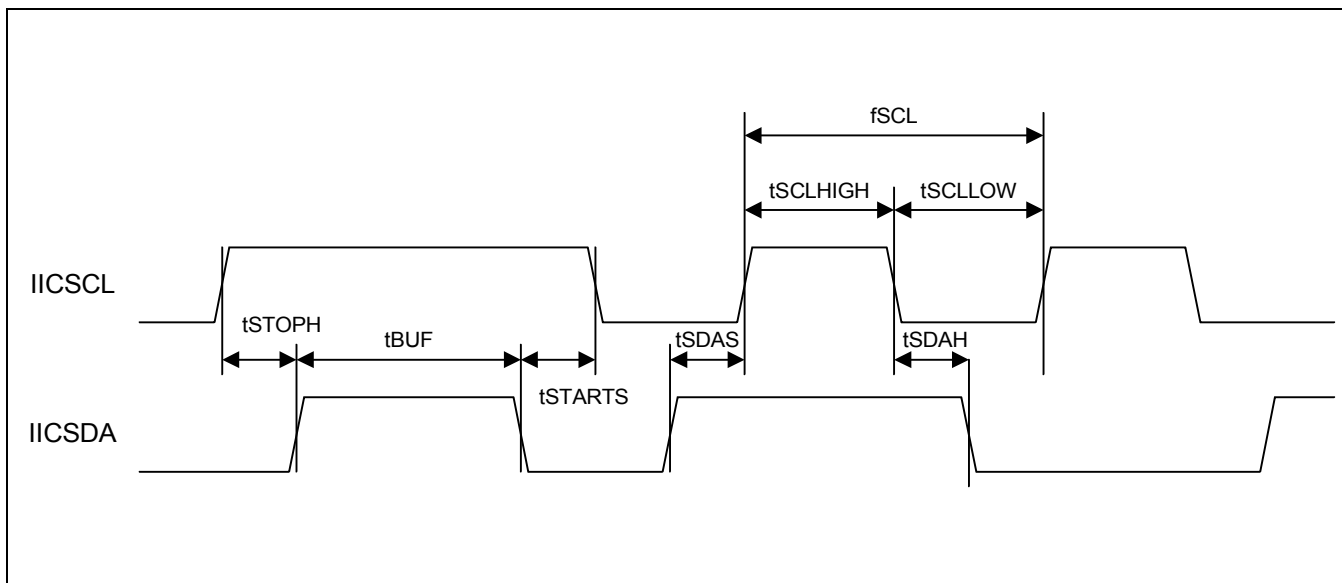 fSCL
tSCLHIGH
tSCLLOW
IICSCL
tSTOPH
tBUF
tSDAS
tSDAH
tSTARTS
IICSDA